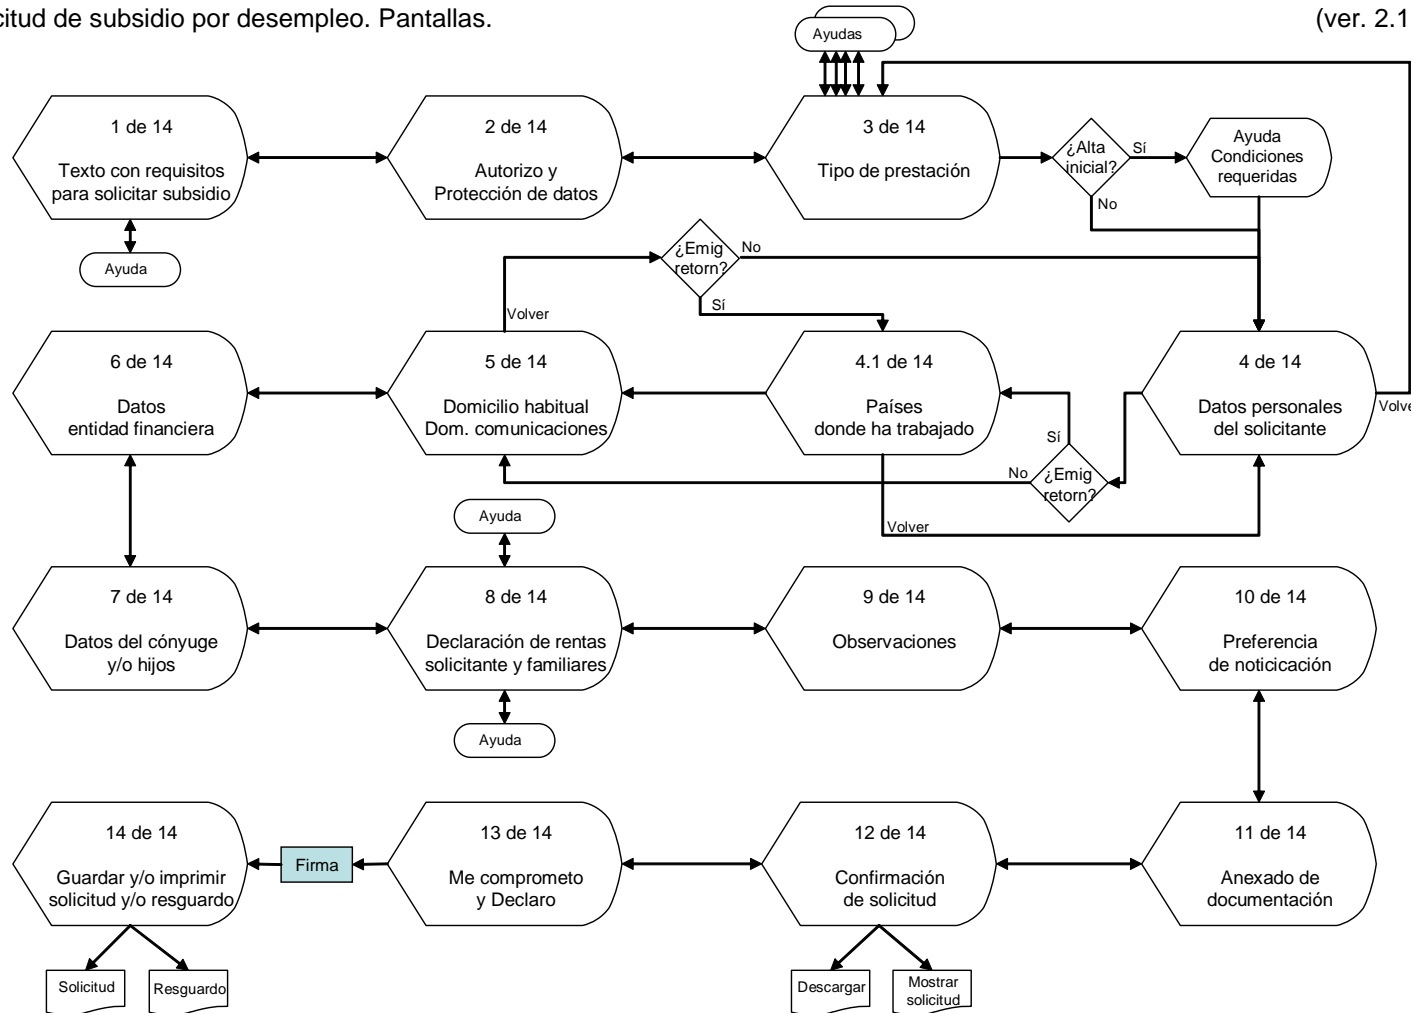 citud de subsidio por desempleo. Pantallas.
(ver. 2.1
Ayudas
1 de 14
Texto con requisitos
para solicitar subsidio
Ayuda
2 de 14
Autorizo y
Protección de datos
3 de 14
Tipo de prestación
¿Alta
inicial?
Sí
No
Ayuda
Condiciones
requeridas
¿Emig
retorn?
No
Sí
Volver
6 de 14
Datos
entidad financiera
5 de 14
Domicilio habitual
Dom. comunicaciones
4.1 de 14
Países
donde ha trabajado
4 de 14
Datos personales
del solicitante
Volve
Sí
No
¿Emig
retorn?
Volver
Ayuda
7 de 14
Datos del cónyuge
y/o hijos
8 de 14
Declaración de rentas
solicitante y familiares
Ayuda
9 de 14
Observaciones
10 de 14
Preferencia
de noticicación
14 de 14
Guardar y/o imprimir
solicitud y/o resguardo
Firma
13 de 14
Me comprometo
y Declaro
12 de 14
Confirmación
de solicitud
11 de 14
Anexado de
documentación
Solicitud
Resguardo
Descargar
Mostrar
solicitud